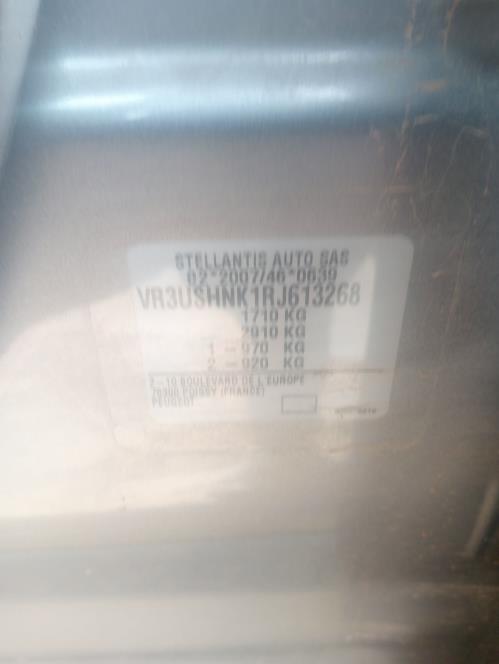 STELLANTIS AUTO SAS
02*2007/46*0639
VR3USHNK1RJ613268
1710 KG
2910 KG
1 - 970 KG
2 - 920 KG
2-10 BOULEVARD DE L'EUROPE
78300 POISSY (FRANCE)
PEUGEOT